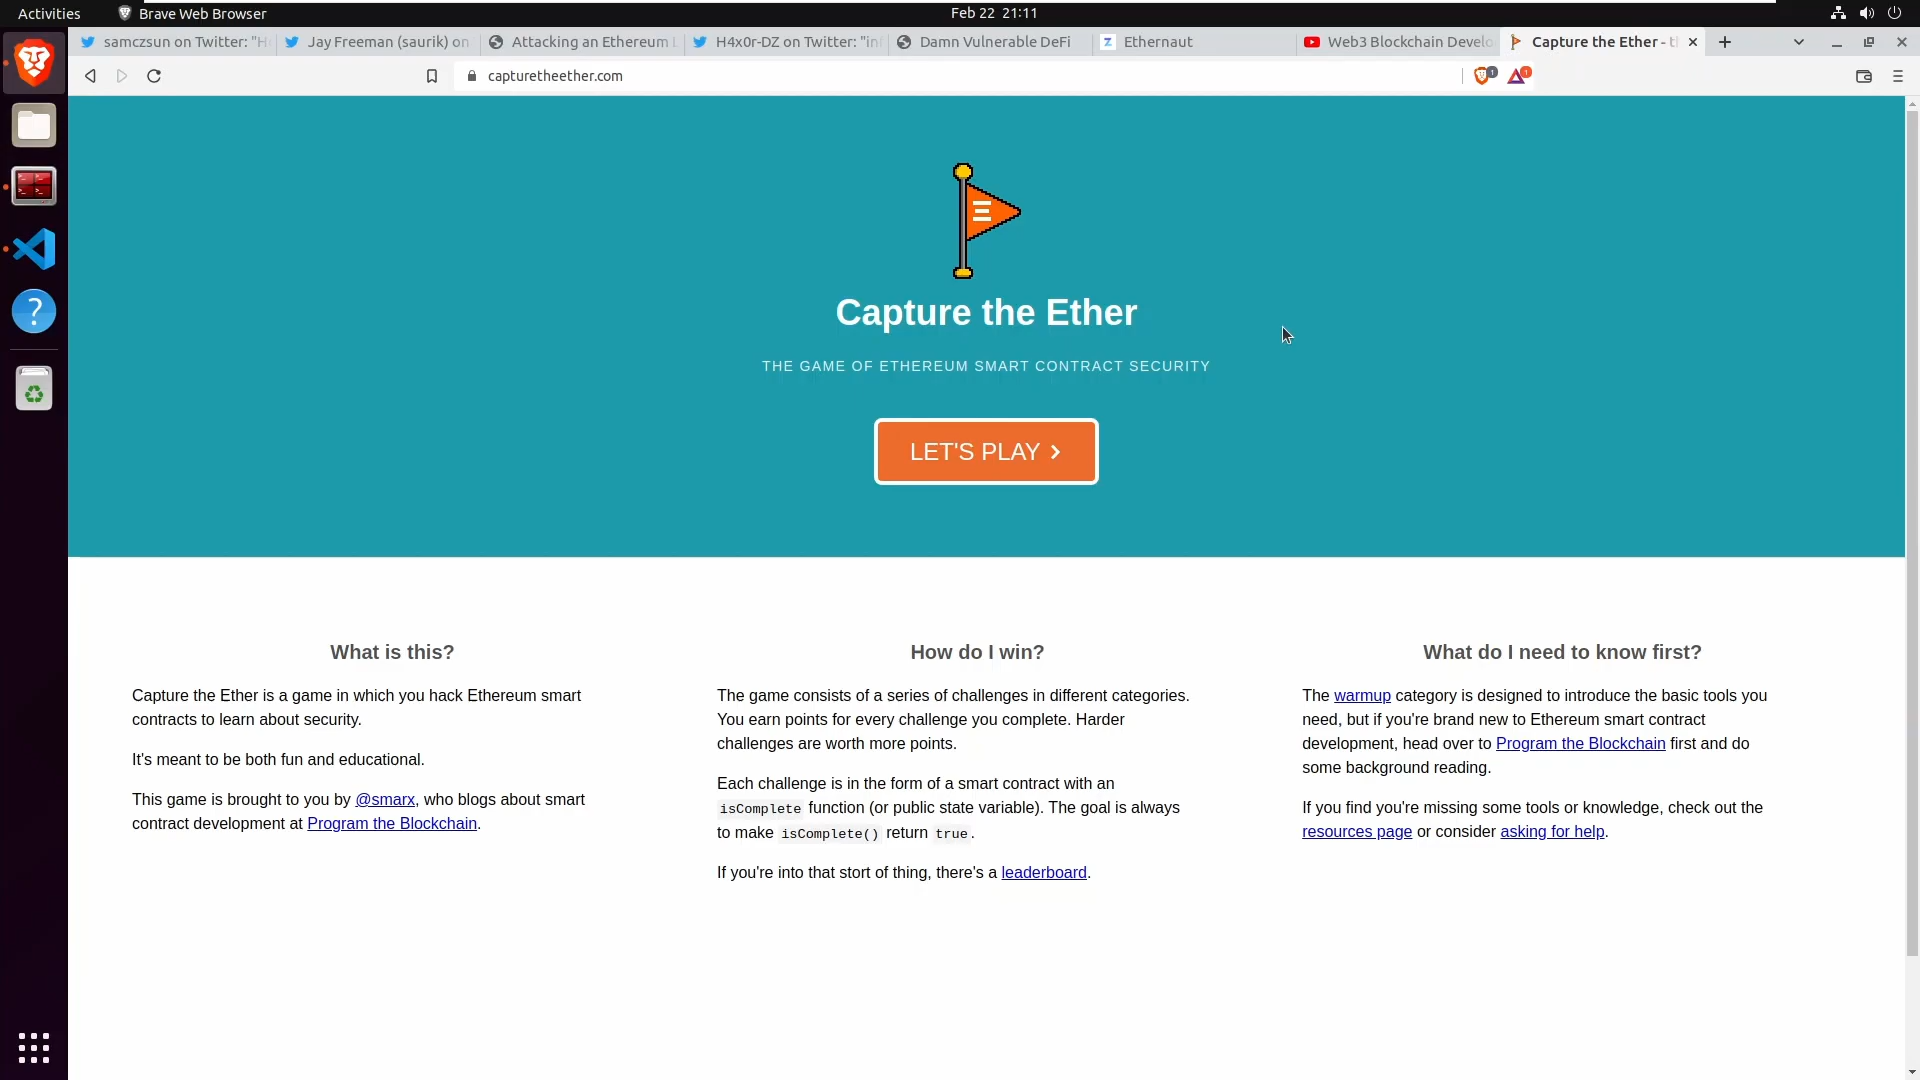 Activities
Brave Web Browser
Feb 22 21:11
samczsun on Twitter: "H
Jay Freeman (saurik) on
Attacking an Ethereum
H4x0r-DZ on Twitter: "in
Damn Vulnerable DeFi
Ethernaut
Web3 Blockchain Develo
Capture the Ether - t
capturetheether.com
1
1
Capture the Ether
THE GAME OF ETHEREUM SMART CONTRACT SECURITY
LET'S PLAY
What is this?
Capture the Ether is a game in which you hack Ethereum smart
contracts to learn about security.
It's meant to be both fun and educational.
This game is brought to you by @smarx, who blogs about smart
contract development at Program the Blockchain.
How do I win?
The game consists of a series of challenges in different categories.
You earn points for every challenge you complete. Harder
challenges are worth more points.
Each challenge is in the form of a smart contract with an
isComplete function (or public state variable). The goal is always
to make isComplete() return true.
If you're into that stort of thing, there's a leaderboard.
What do I need to know first?
The warmup category is designed to introduce the basic tools you
need, but if you're brand new to Ethereum smart contract
development, head over to Program the Blockchain first and do
some background reading.
If you find you're missing some tools or knowledge, check out the
resources page or consider asking for help.